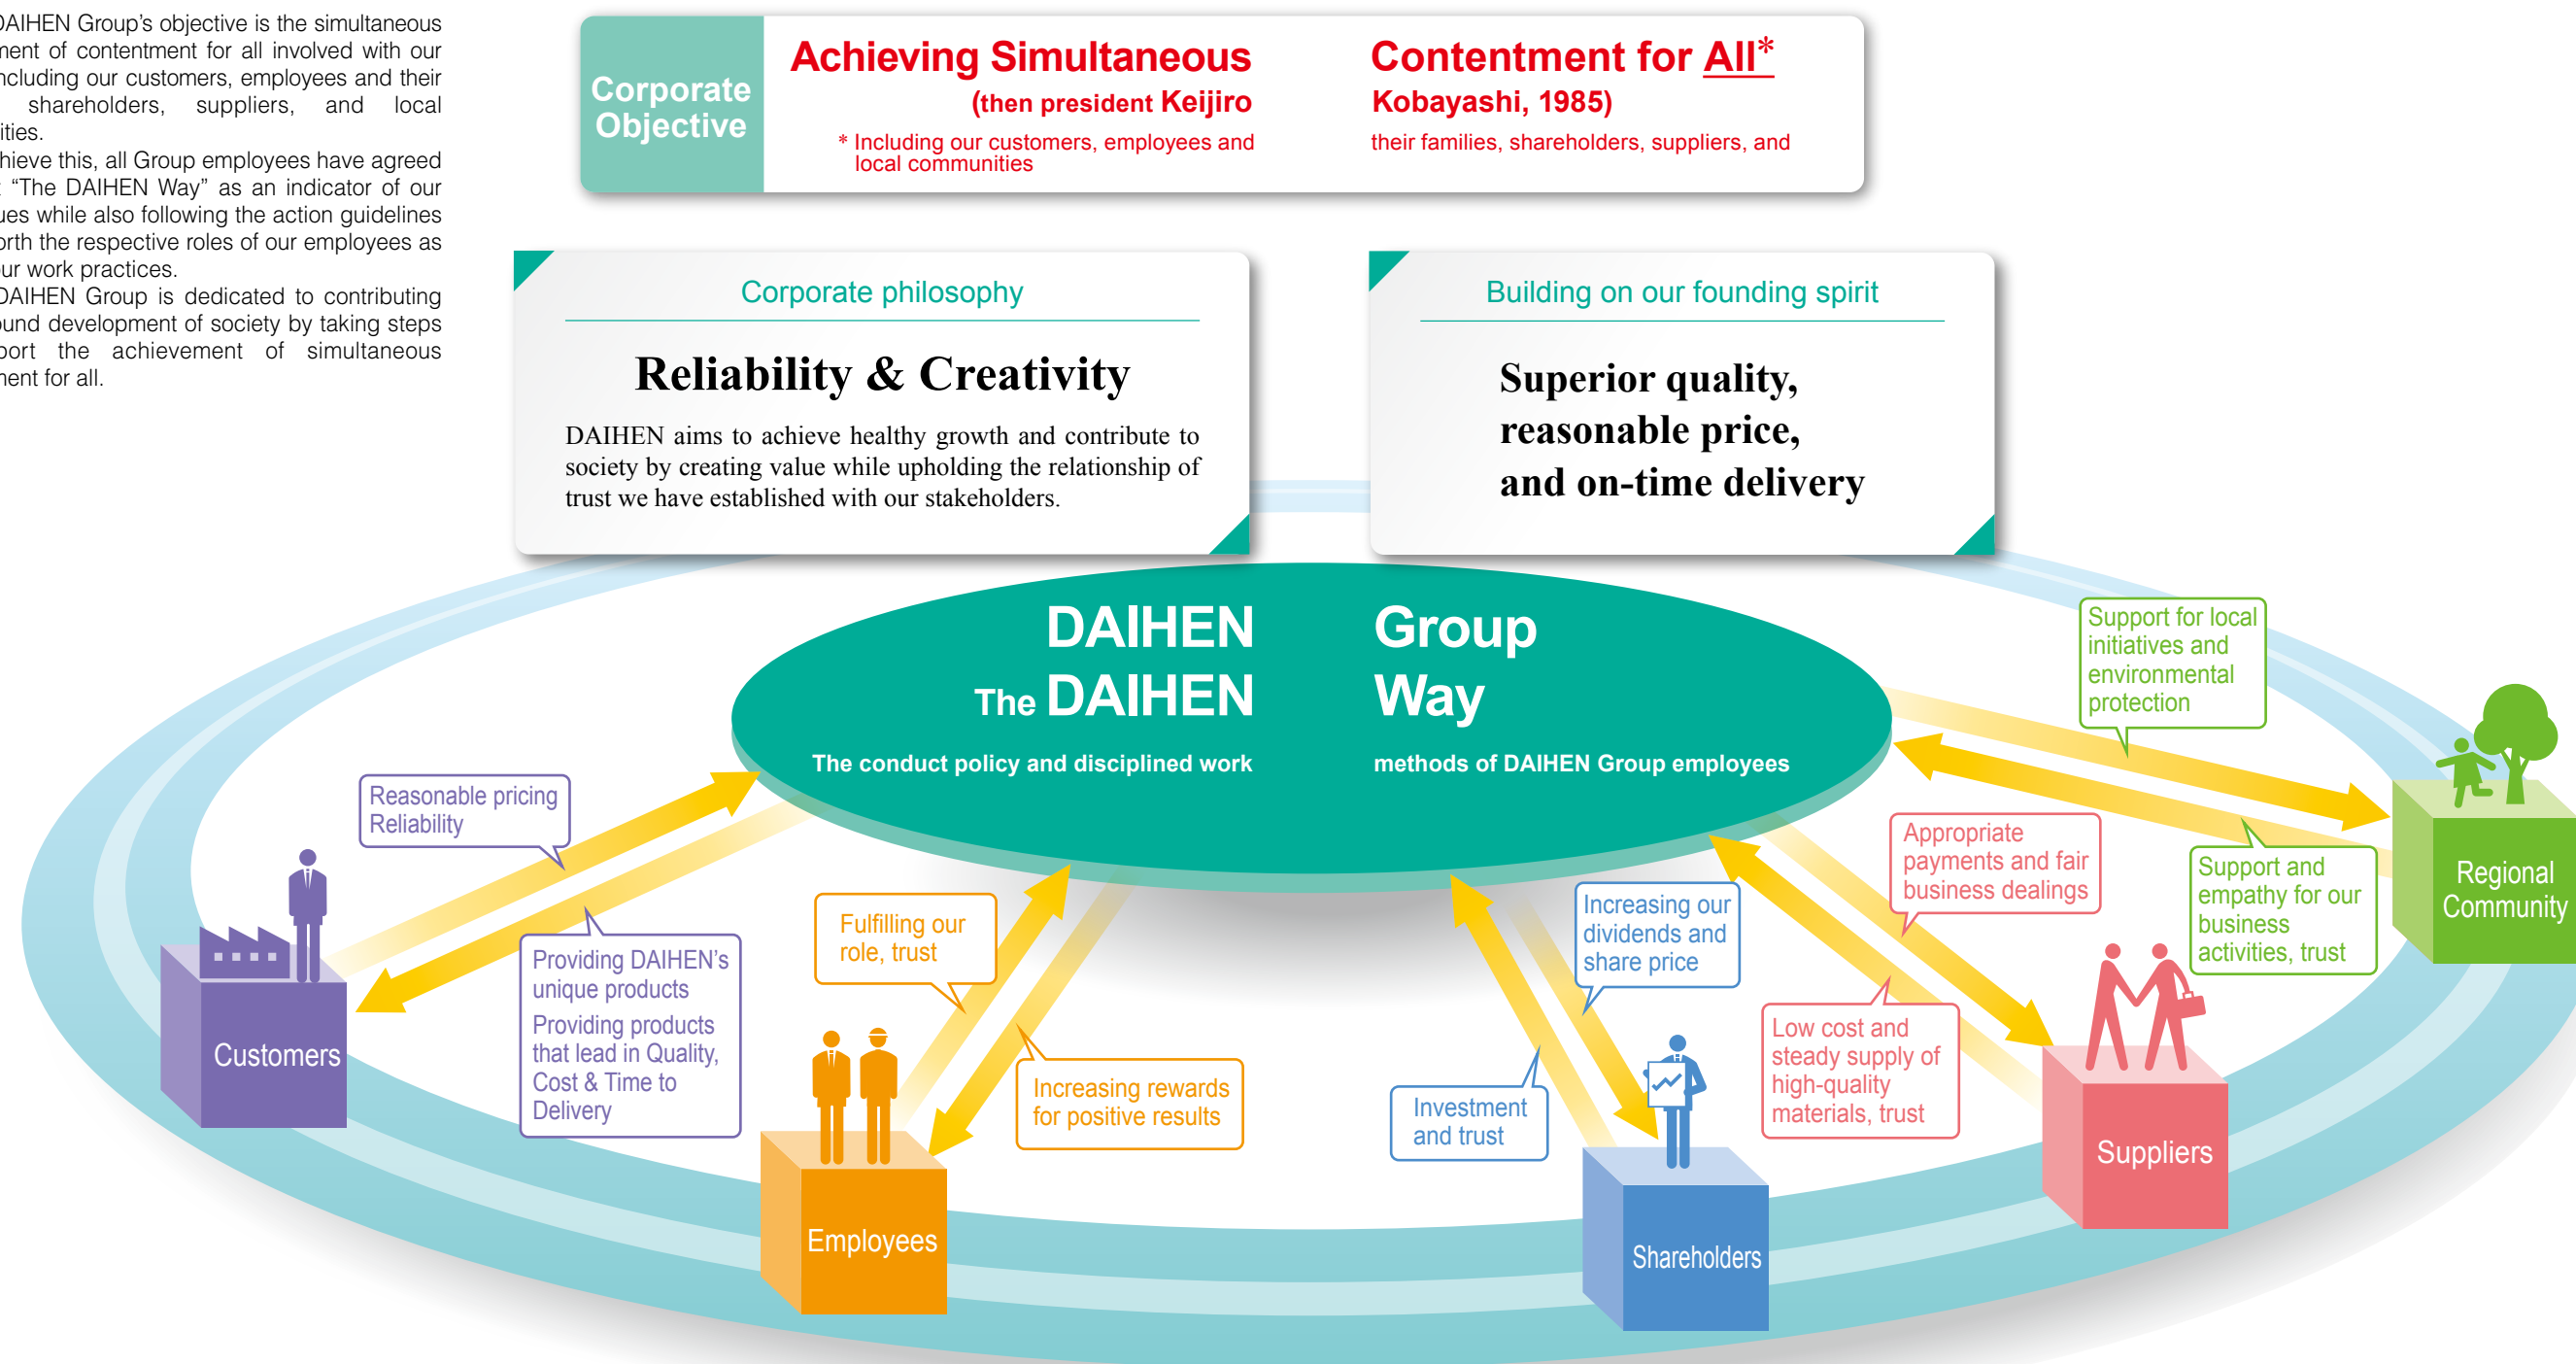 DAIHEN Group's objective is the simultaneous
of contentment for all involved with our
including our customers, employees and their
shareholders, suppliers, and local
this, all Group employees have agreed
“The DAIHEN Way” as an indicator of our
while also following the action guidelines
the respective roles of our employees as
our work practices.
DAIHEN Group is dedicated to contributing
development of society by taking steps
the achievement of simultaneous
for all.
Corporate
Objective
Achieving Simultaneous Contentment for All*
(then president Keijiro Kobayashi, 1985)
* Including our customers, employees and their families, shareholders, suppliers, and
local communities
Corporate philosophy
Reliability & Creativity
DAIHEN aims to achieve healthy growth and contribute to
society by creating value while upholding the relationship of
trust we have established with our stakeholders.
Building on our founding spirit
Superior quality,
reasonable price,
and on-time delivery
DAIHEN Group
The DAIHEN Way
The conduct policy and disciplined work methods of DAIHEN Group employees
Reasonable pricing
Reliability
Providing DAIHEN's
unique products
Providing products
that lead in Quality,
Cost & Time to
Delivery
Customers
Fulfilling our
role, trust
Increasing rewards
for positive results
Employees
Increasing our
dividends and
share price
Investment
and trust
Shareholders
Appropriate
payments and fair
business dealings
Low cost and
steady supply of
high-quality
materials, trust
Suppliers
Support for local
initiatives and
environmental
protection
Support and
empathy for our
business
activities, trust
Regional
Community